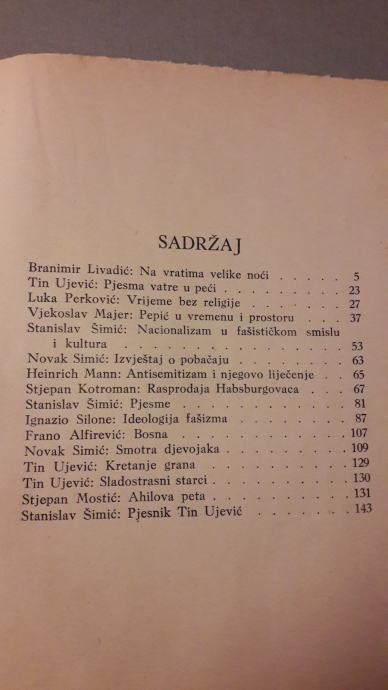 SADRŽAJ
Branimir Livadić: Na vratima velike noći . . . . . 5
Tin Ujević: Pjesma vatre u peći . . . . . . . 23
Luka Perković: Vrijeme bez religije . . . . . . . 27
Vjekoslav Majer: Pepić u vremenu i prostoru . . . . 37
Stanislav Šimić: Nacionalizam u fašističkom smislu
i kultura . . . . . . . . . . . . 53
Novak Simić: Izvještaj o pobačaju . . . . . . . 63
Heinrich Mann: Antisemitizam i njegovo liječenje . . . 65
Stjepan Kotroman: Rasprodaja Habsburgovaca . . . . 67
Stanislav Šimić: Pjesme . . . . . . . . . . 81
Ignazio Silone: Ideologija fašizma . . . . . . . 87
Frano Alfirević: Bosna . . . . . . . . . . 107
Novak Simić: Smotra djevojaka . . . . . . . . 109
Tin Ujević: Kretanje grana . . . . . . . . . 129
Tin Ujević: Sladostrasni starci . . . . . . . . 130
Stjepan Mostić: Ahilova peta . . . . . . . . 131
Stanislav Šimić: Pjesnik Tin Ujević . . . . . . . 143